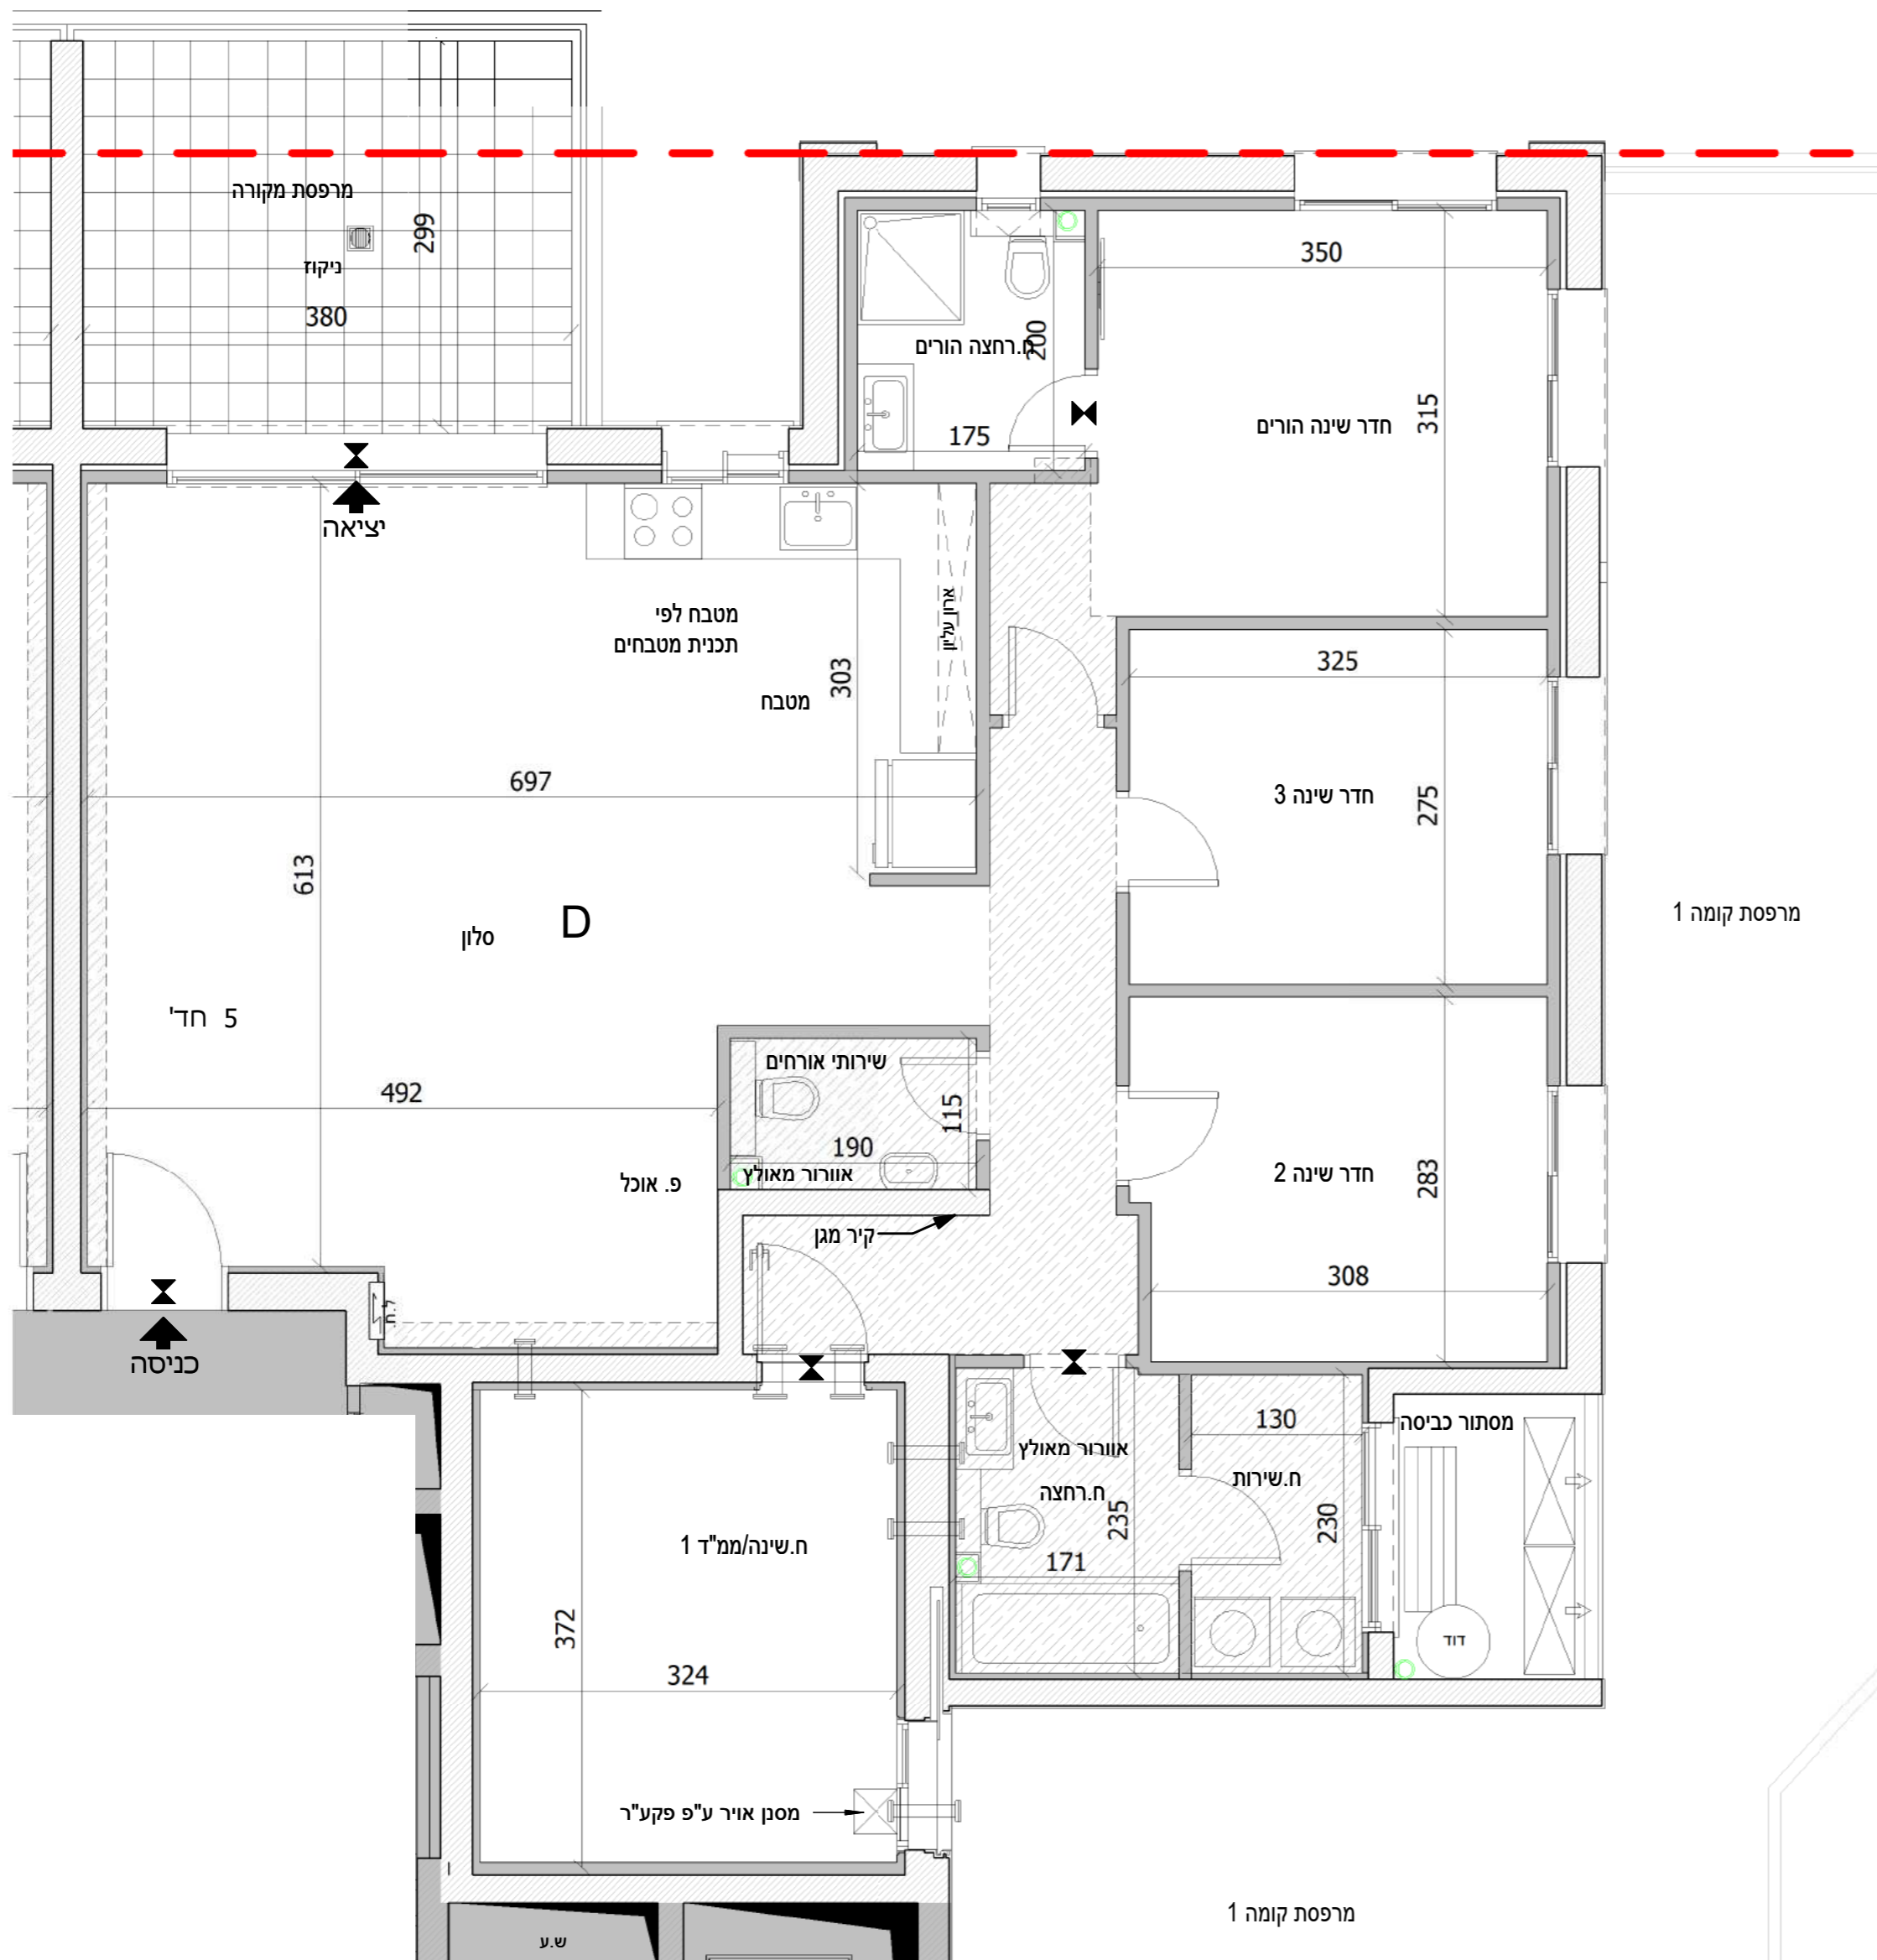 מרפסת מקורה
299
ניקוז
380
יציאה
ח.רחצה הורים
200
175
350
חדר שינה הורים
315
מטבח לפי
תכנית מטבחים
ארון עליון
303
מטבח
325
697
חדר שינה 3
275
613
D
סלון
מרפסת קומה 1
5 חד'
492
שירותי אורחים
115
190
אוורור מאולץ
פ. אוכל
חדר שינה 2
283
קיר מגן
308
כניסה
130
מסתור כביסה
אוורור מאולץ
ח.רחצה
ח.שירות
235
230
171
ח.שינה/ממ"ד 1
372
324
דוד
מסנן אויר ע"פ פקע"ר
מרפסת קומה 1
ש.ע